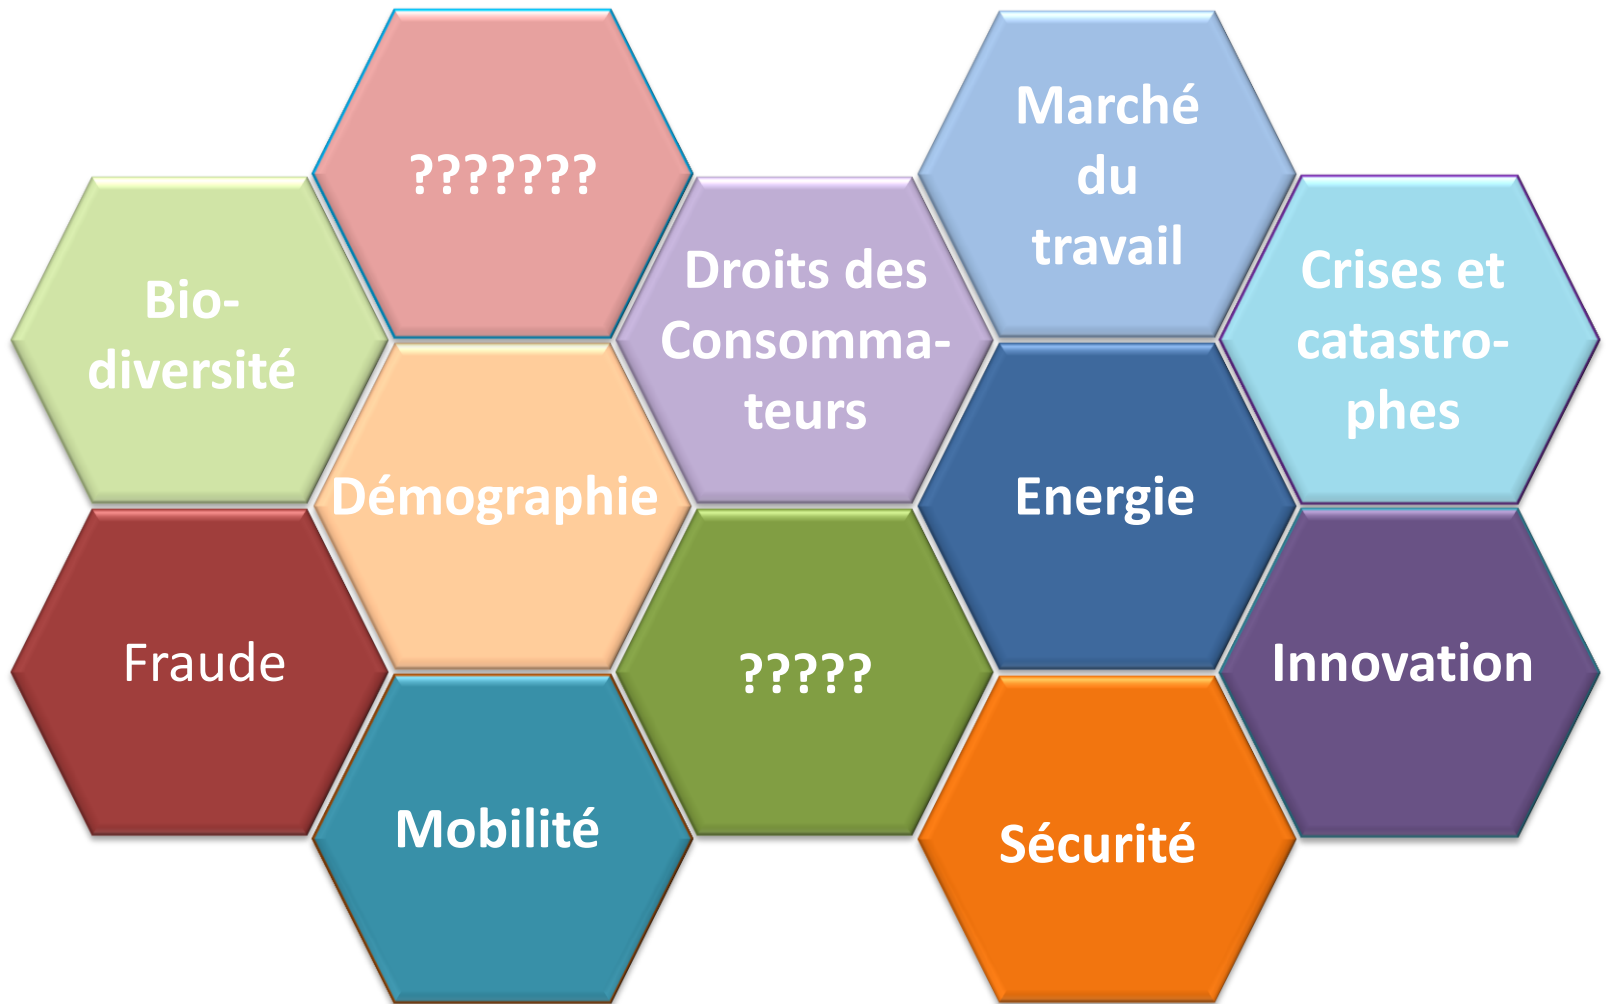 ???????
Marché
du
travail
Bio-
diversité
Droits des
Consomma-
teurs
Crises et
catastro-
phes
Démographie
Energie
Fraude
?????
Innovation
Mobilité
Sécurité